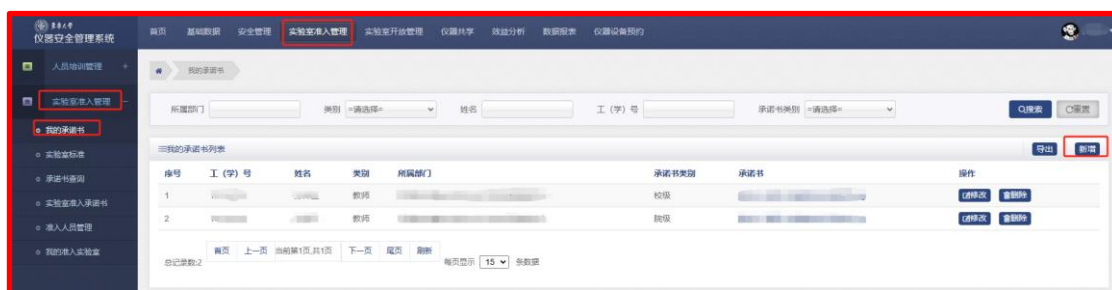 仪器安全管理系统
首页 基础数据 安全管理 实验室准入管理 实验室开放管理 仪器共享 效益分析 数据报表 仪器设备预约
人员培训管理 +
我的承诺书
实验室准入管理 −
所属部门 类别 =请选择= 姓名 工（学）号 承诺书类别 =请选择= 搜索 重置
我的承诺书
我的承诺书列表 导出 新增
实验室标准
序号 工（学）号 姓名 类别 所属部门 承诺书类别 承诺书 操作
承诺书查阅
1 教师 校级 修改 删除
实验室准入承诺书
2 教师 院级 修改 删除
准入人员管理
首页 上一页 当前第1页,共1页 下一页 尾页 刷新
我的准入实验室
总记录数:2 每页显示 15 条数据